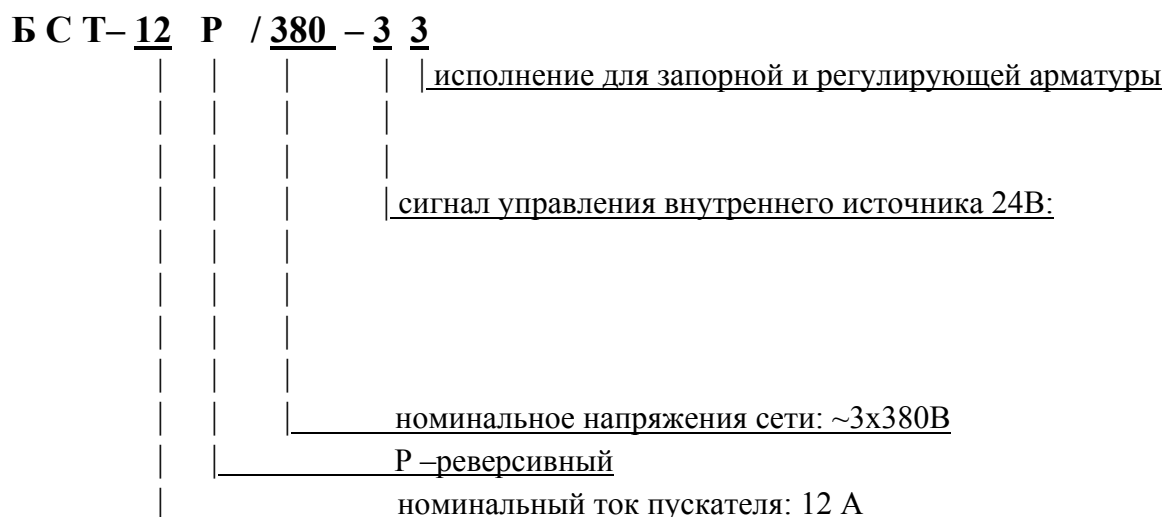 БСТ– 12 Р / 380 – 3 3
исполнение для запорной и регулирующей арматуры
сигнал управления внутреннего источника 24В:
номинальное напряжения сети: ~3х380В
Р –реверсивный
номинальный ток пускателя: 12 А